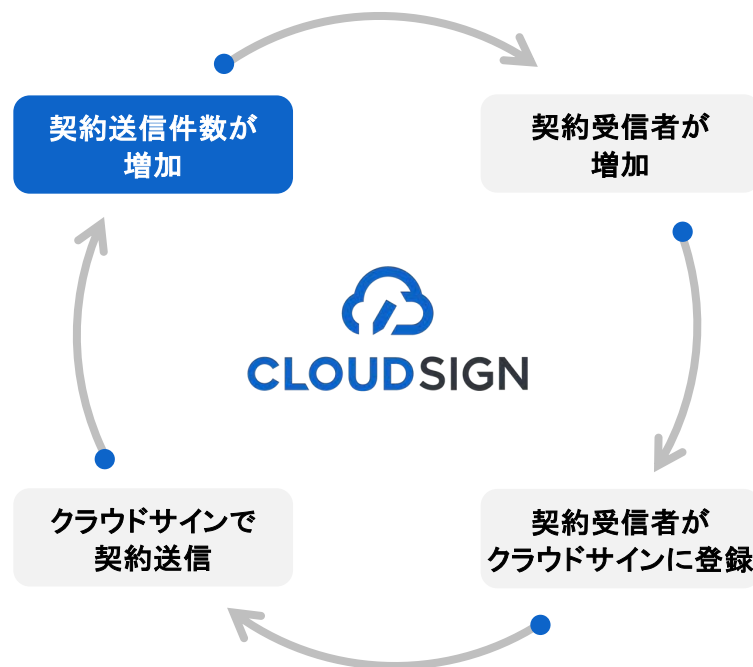 契約送信件数が
増加
契約受信者が
増加
CLOUDSIGN
クラウドサインで
契約送信
契約受信者が
クラウドサインに登録